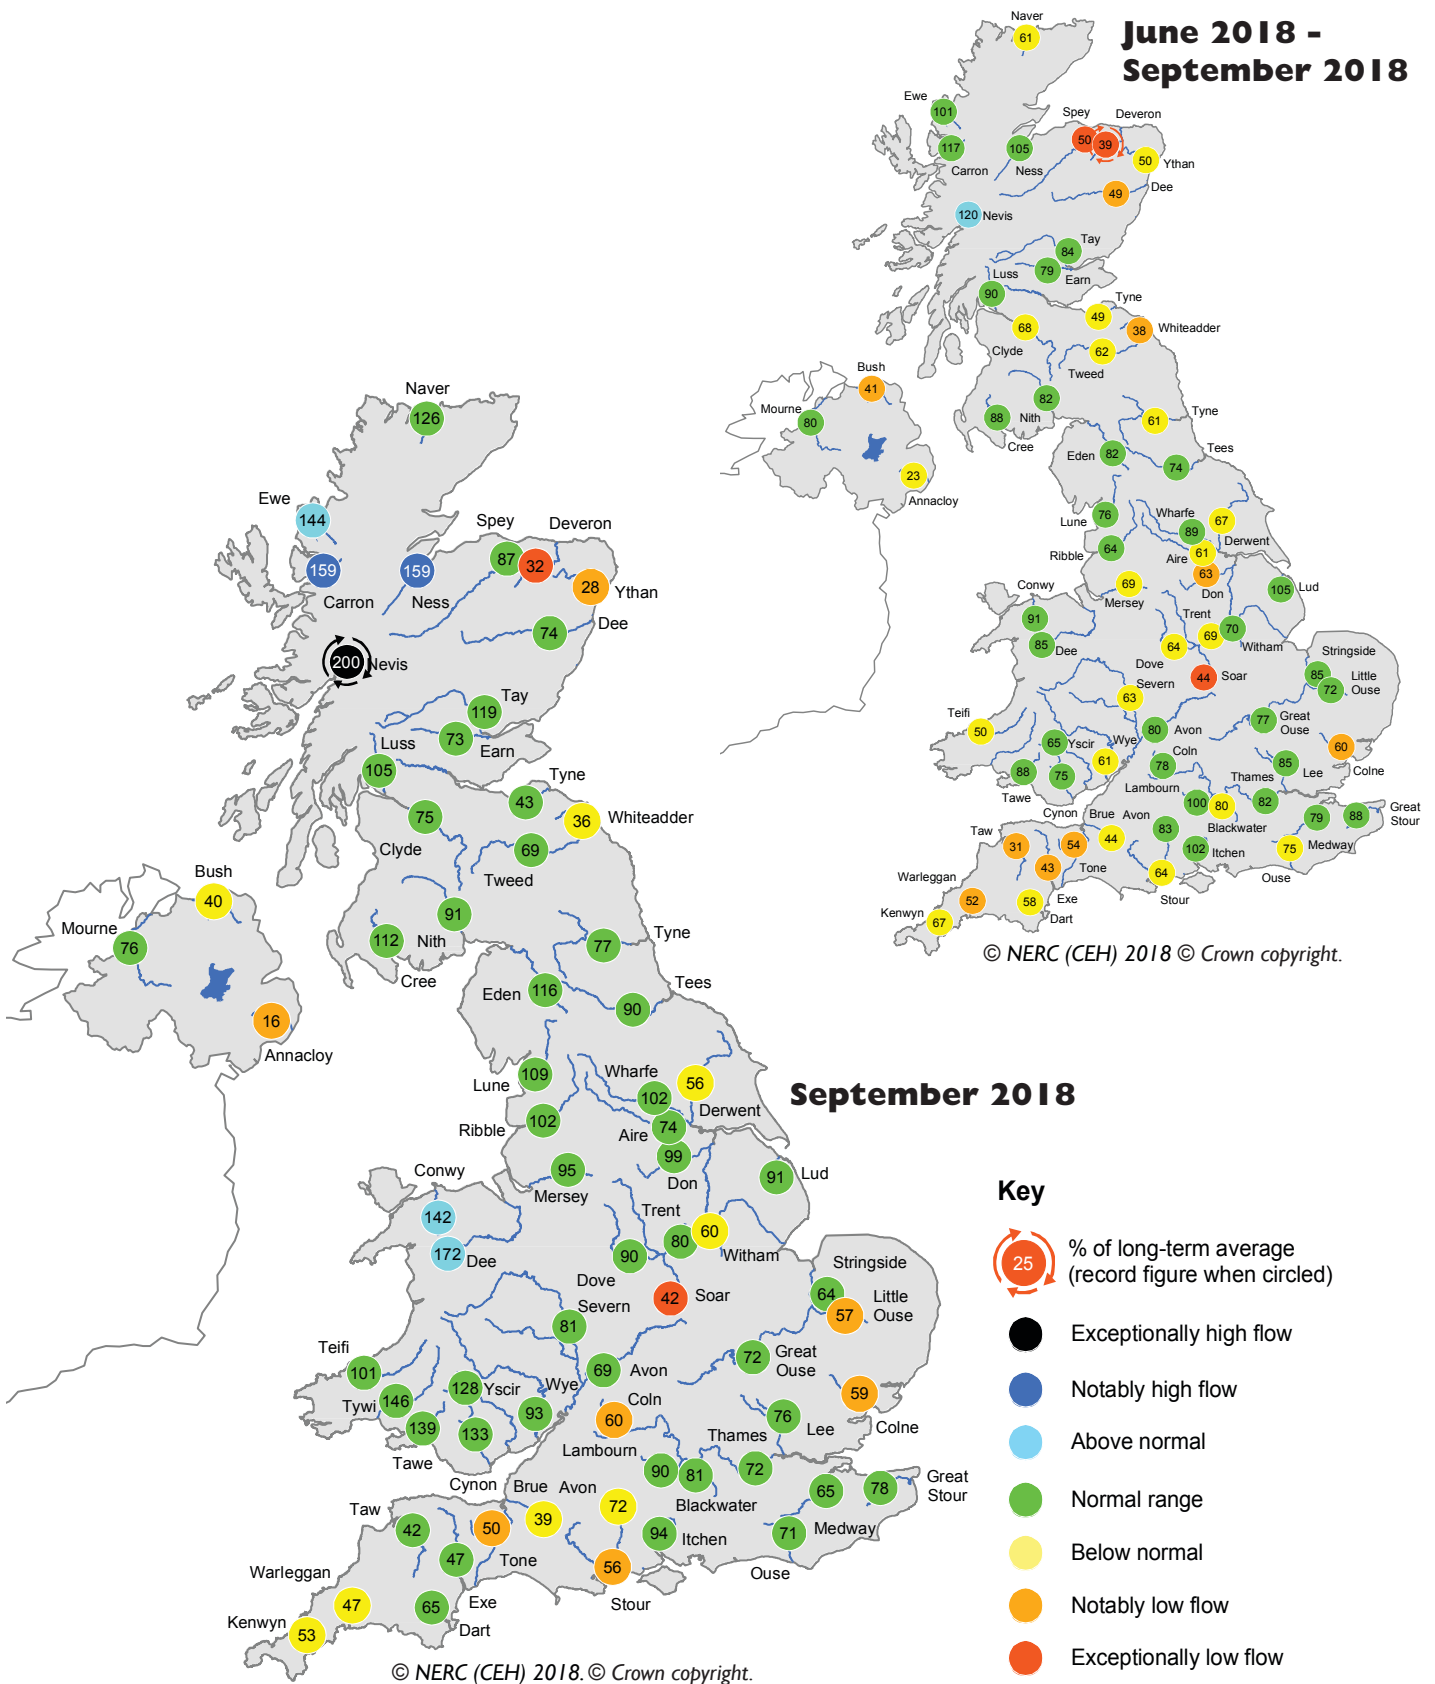 June 2018 -
September 2018
Naver
61
Ewe
101
Spey
Deveron
50
39
117
105
50
Ythan
Carron
Ness
Dee
49
120
Nevis
Tay
84
79
Luss
Earn
90
Tyne
49
68
38
Whiteadder
Clyde
62
Tweed
Bush
41
82
Mourne
80
88
Nith
Tyne
61
Cree
Eden
82
Tees
74
23
Annacloy
Lune
76
Wharfe
67
89
Derwent
Ribble
64
Aire
61
63
Conwy
69
Don
105
Lud
Mersey
91
Trent
69
70
85
Dee
64
Witham
Stringside
Dove
44
Soar
85
Little
Ouse
72
Severn
63
Teifi
50
80
Avon
77
Great
Ouse
65
Yscir
Wye
60
Colne
61
Coln
78
85
Lee
88
75
Thames
Tawe
Lambourn
100
80
82
Great
Stour
Cynon
Brue
Avon
Blackwater
79
88
Taw
31
54
44
83
102
Itchen
75
Medway
43
Tone
64
Ouse
Warleggan
52
58
Exe
Stour
Kenwyn
67
Dart
© NERC (CEH) 2018 © Crown copyright.
September 2018
Naver
126
Ewe
144
Spey
Deveron
87
32
159
159
28
Ythan
Carron
Ness
Dee
74
200
Nevis
Tay
119
73
Luss
Earn
105
Tyne
43
75
36
Whiteadder
Clyde
69
Tweed
Bush
40
91
Mourne
76
112
Nith
Tyne
77
Cree
Eden
116
Tees
90
16
Annacloy
Lune
109
Wharfe
56
102
Derwent
Ribble
102
Aire
74
99
Conwy
95
Don
91
Lud
Mersey
142
Trent
80
60
172
Dee
90
Witham
Stringside
Dove
42
Soar
64
Little
Ouse
57
Severn
81
Teifi
101
72
Great
Ouse
69
Avon
128
Yscir
Wye
59
Colne
Tywi
146
93
Coln
60
76
Lee
139
133
Thames
Tawe
Lambourn
90
81
72
Great
Stour
Cynon
Brue
Avon
Blackwater
65
78
Taw
42
50
39
72
94
Itchen
71
Medway
47
Tone
56
Ouse
Warleggan
47
65
Exe
Stour
Kenwyn
53
Dart
© NERC (CEH) 2018. © Crown copyright.
Key
25
% of long-term average
(record figure when circled)
Exceptionally high flow
Notably high flow
Above normal
Normal range
Below normal
Notably low flow
Exceptionally low flow